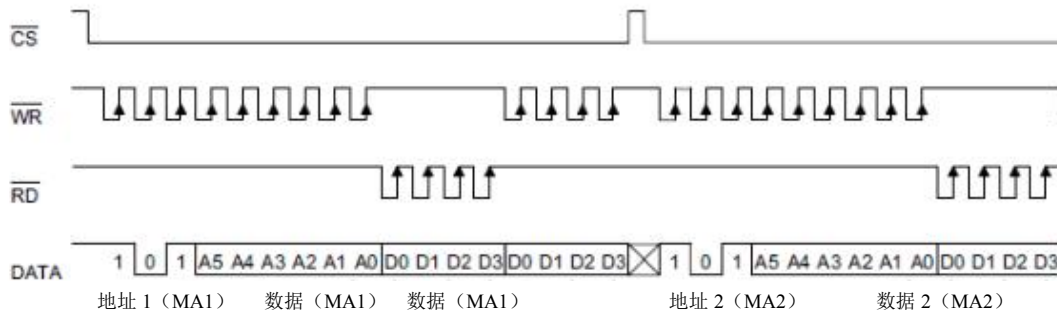 CS
WR
RD
DATA 1 0 1 A5 A4 A3 A2 A1 A0 D0 D1 D2 D3 D0 D1 D2 D3 1 0 1 A5 A4 A3 A2 A1 A0 D0 D1 D2 D3
地址 1（MA1） 数据（MA1） 数据（MA1） 地址 2（MA2） 数据 2（MA2）